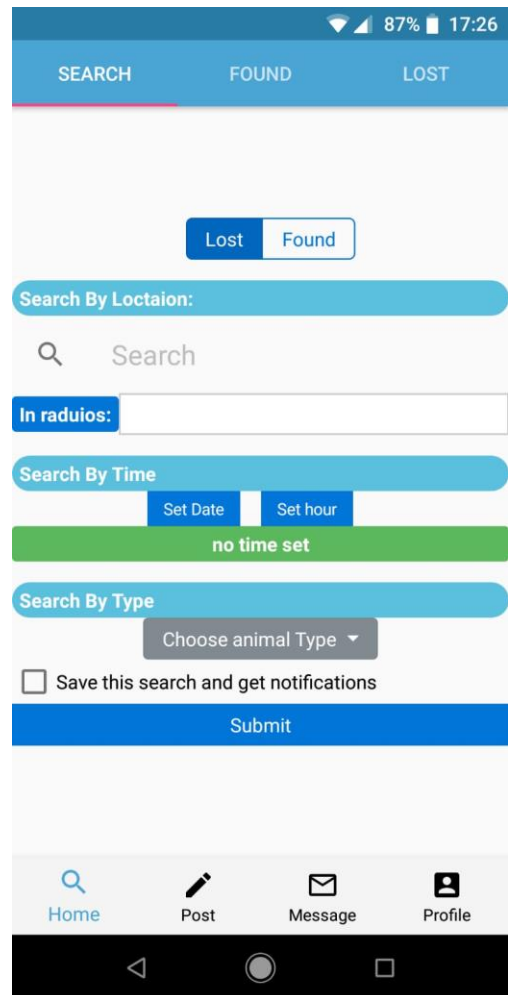 87% 17:26
SEARCH FOUND LOST
Lost Found
Search By Loctaion:
Search
In raduios:
Search By Time
Set Date Set hour
no time set
Search By Type
Choose animal Type
Save this search and get notifications
Submit
Home Post Message Profile